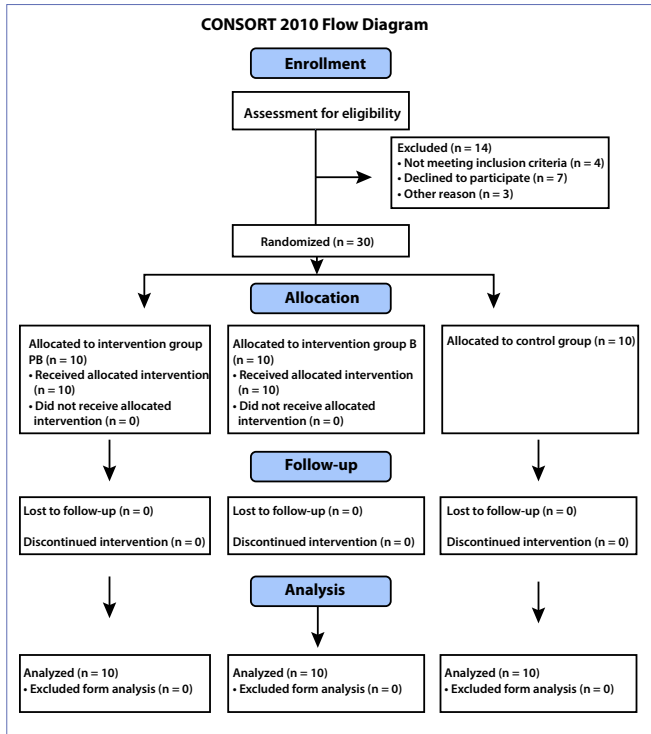 CONSORT 2010 Flow Diagram
Enrollment
Assessment for eligibility
Excluded (n = 14)
• Not meeting inclusion criteria (n = 4)
• Declined to participate (n = 7)
• Other reason (n = 3)
Randomized (n = 30)
Allocation
Allocated to intervention group
PB (n = 10)
• Received allocated intervention
(n = 10)
• Did not receive allocated
intervention (n = 0)
Allocated to intervention group B
(n = 10)
• Received allocated intervention
(n = 10)
• Did not receive allocated
intervention (n = 0)
Allocated to control group (n = 10)
Follow-up
Lost to follow-up (n = 0)
Discontinued intervention (n = 0)
Lost to follow-up (n = 0)
Discontinued intervention (n = 0)
Lost to follow-up (n = 0)
Discontinued intervention (n = 0)
Analysis
Analyzed (n = 10)
• Excluded form analysis (n = 0)
Analyzed (n = 10)
• Excluded form analysis (n = 0)
Analyzed (n = 10)
• Excluded form analysis (n = 0)